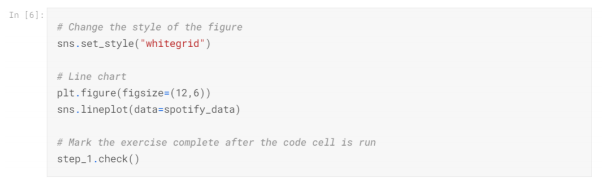 In [6]:
# Change the style of the figure
sns.set_style("whitegrid")
# Line chart
plt.figure(figsize=(12,6))
sns.lineplot(data=spotify_data)
# Mark the exercise complete after the code cell is run
step_1.check()